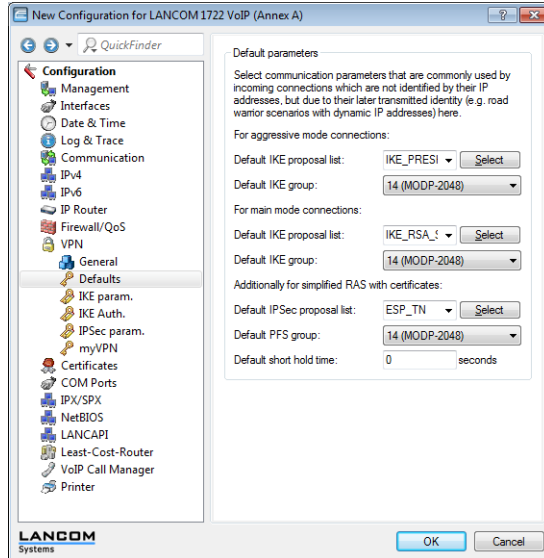 New Configuration for LANCOM 1722 VoIP (Annex A)
QuickFinder
Configuration
Management
Interfaces
Date & Time
Log & Trace
Communication
IPv4
IPv6
IP Router
Firewall/QoS
VPN
General
Defaults
IKE param.
IKE Auth.
IPSec param.
myVPN
Certificates
COM Ports
IPX/SPX
NetBIOS
LANCAPI
Least-Cost-Router
VoIP Call Manager
Printer
Default parameters
Select communication parameters that are commonly used by
incoming connections which are not identified by their IP
addresses, but due to their later transmitted identity (e.g. road
warrior scenarios with dynamic IP addresses) here.
For aggressive mode connections:
Default IKE proposal list: IKE_PRESI Select
Default IKE group: 14 (MODP-2048)
For main mode connections:
Default IKE proposal list: IKE_RSA_S Select
Default IKE group: 14 (MODP-2048)
Additionally for simplified RAS with certificates:
Default IPSec proposal list: ESP_TN Select
Default PFS group: 14 (MODP-2048)
Default short hold time: 0 seconds
LANCOM
Systems
OK Cancel